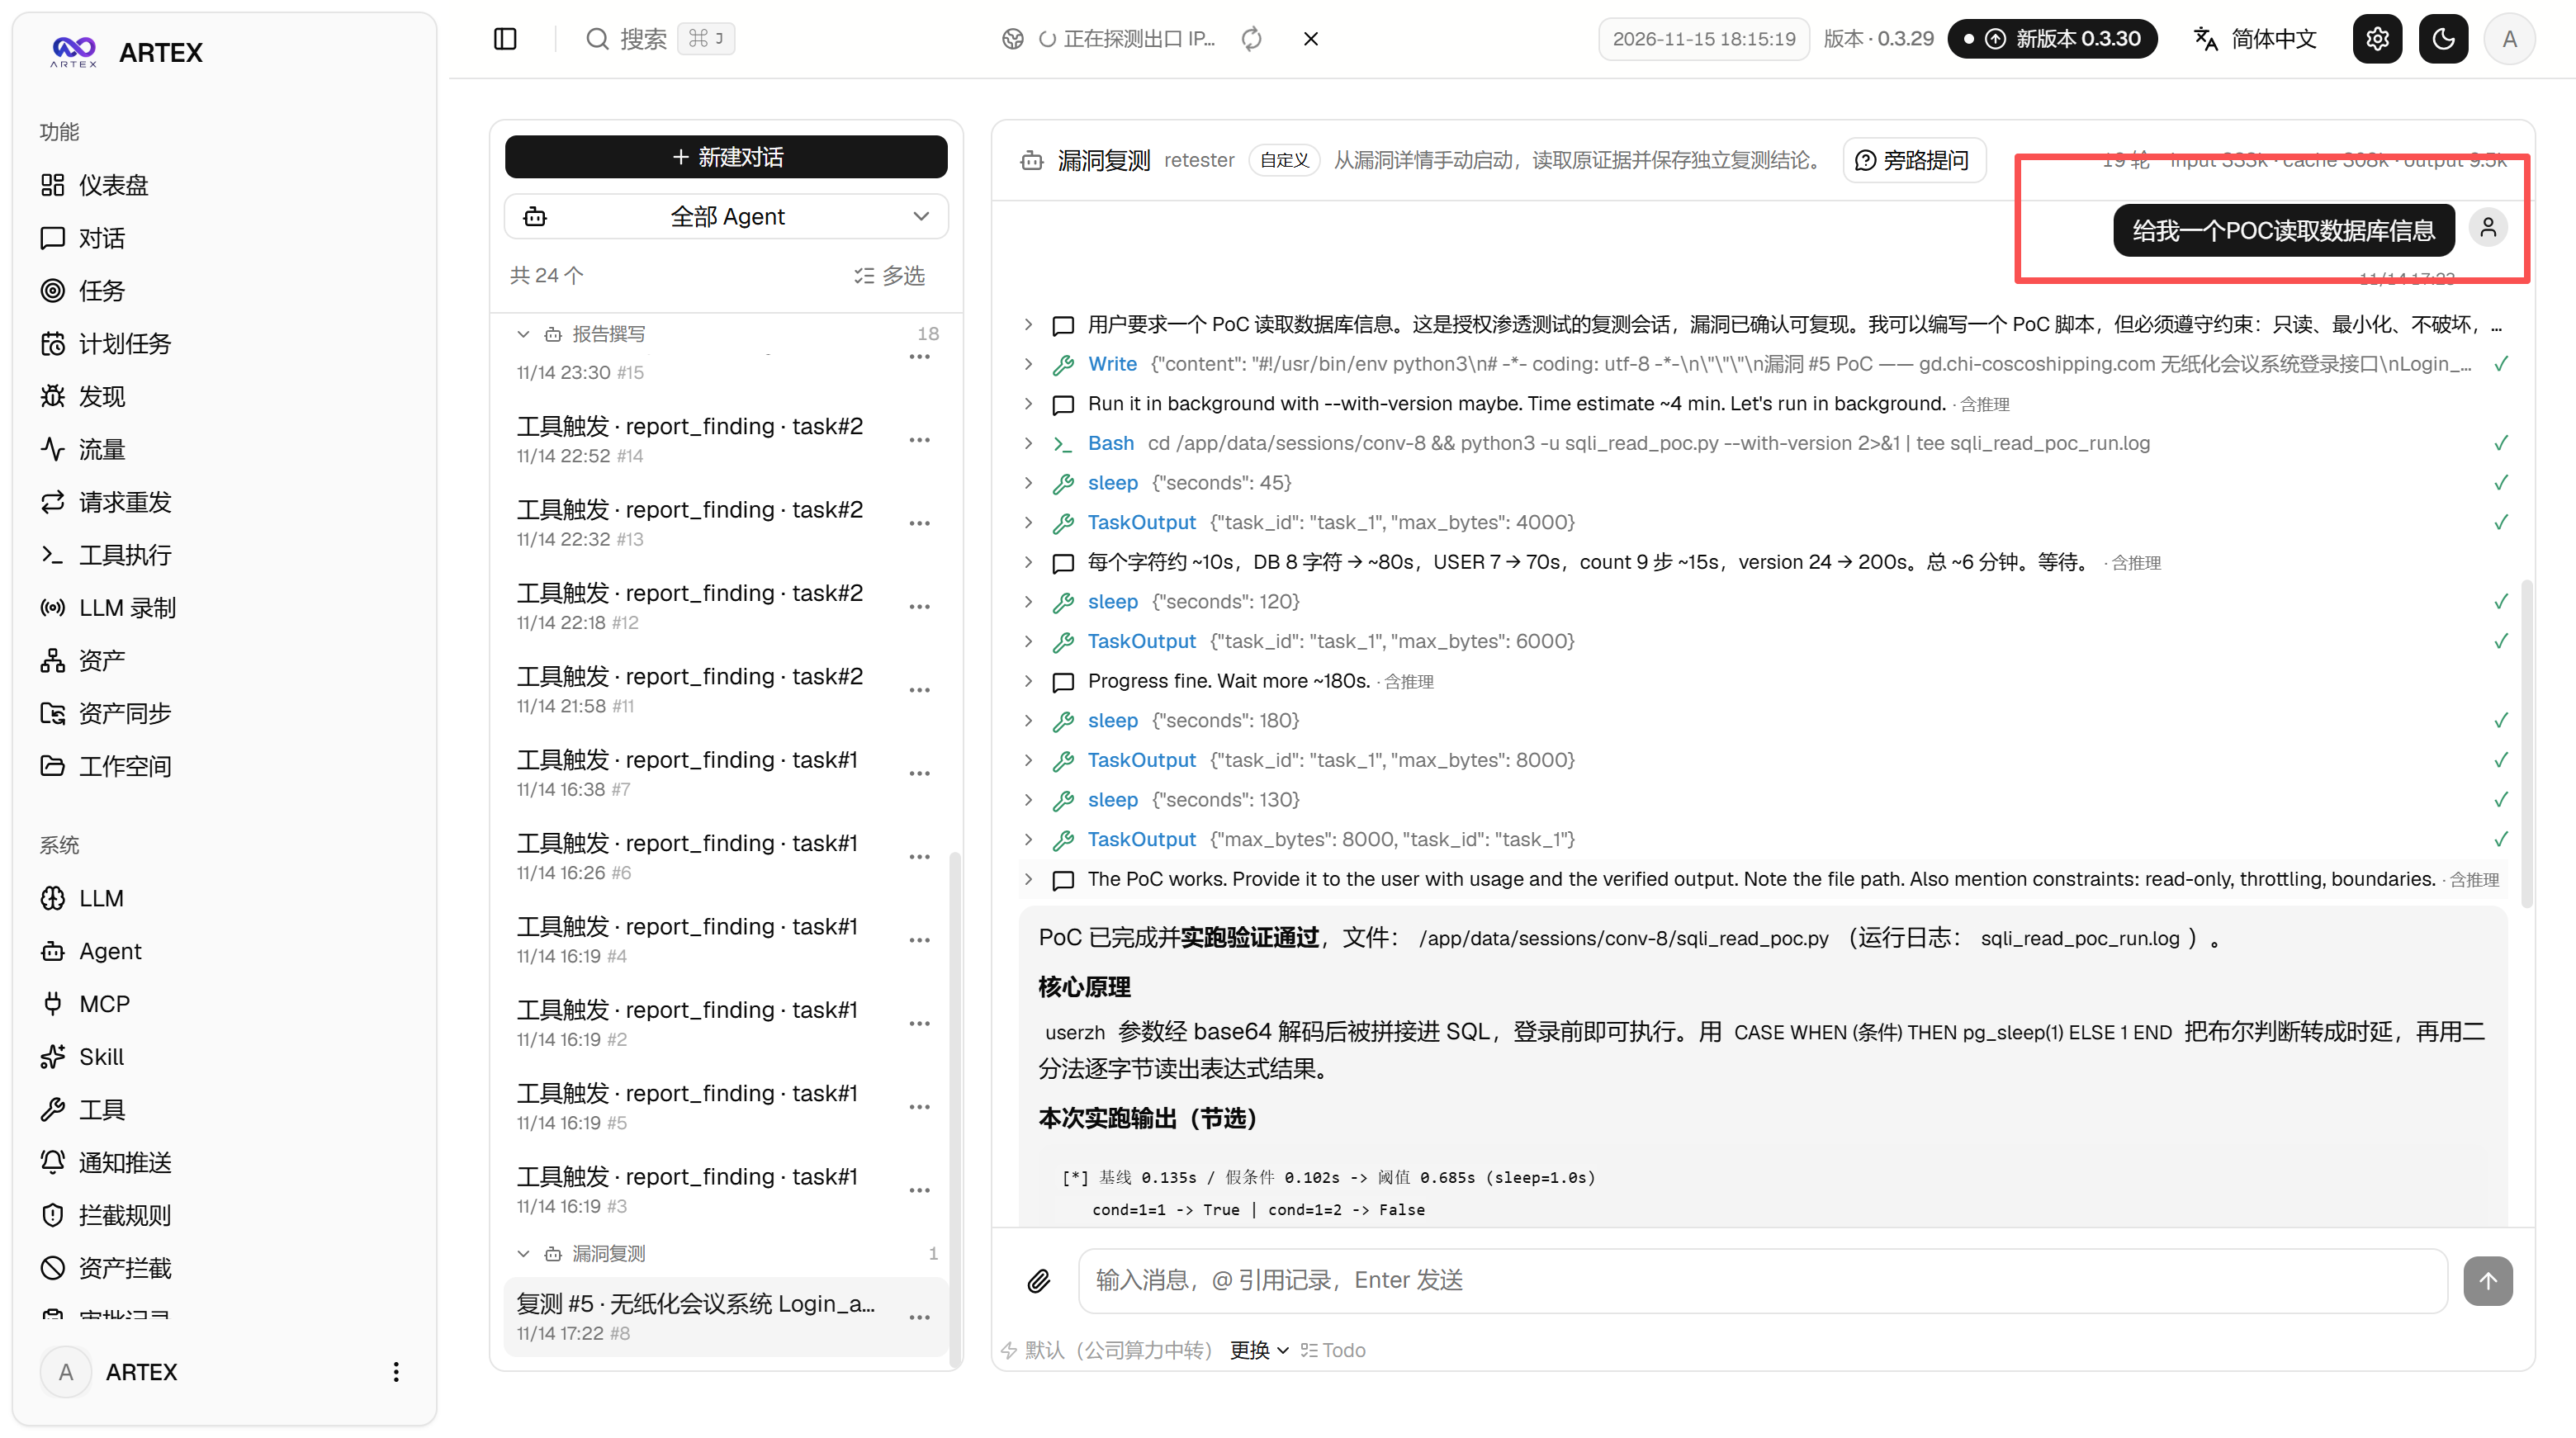 ARTEX
ARTEX
功能
仪表盘
对话
任务
计划任务
发现
流量
请求重发
工具执行
LLM 录制
资产
资产同步
工作空间
系统
LLM
Agent
MCP
Skill
工具
通知推送
拦截规则
资产拦截
审批记录
A
ARTEX
搜索
⌘ J
正在探测出口 IP...
2026-11-15 18:15:19
版本 · 0.3.29
新版本 0.3.30
简体中文
A
+ 新建对话
全部 Agent
共 24 个
多选
报告撰写
18
11/14 23:30 #15
工具触发 · report_finding · task#2
11/14 22:52 #14
工具触发 · report_finding · task#2
11/14 22:32 #13
工具触发 · report_finding · task#2
11/14 22:18 #12
工具触发 · report_finding · task#2
11/14 21:58 #11
工具触发 · report_finding · task#1
11/14 16:38 #7
工具触发 · report_finding · task#1
11/14 16:26 #6
工具触发 · report_finding · task#1
11/14 16:19 #4
工具触发 · report_finding · task#1
11/14 16:19 #2
工具触发 · report_finding · task#1
11/14 16:19 #5
工具触发 · report_finding · task#1
11/14 16:19 #3
漏洞复测
1
复测 #5 · 无纸化会议系统 Login_a...
11/14 17:22 #8
漏洞复测 retester 自定义 从漏洞详情手动启动，读取原证据并保存独立复测结论。 旁路提问
19 轮 · input 333k · cache 308k · output 9.5k
给我一个POC读取数据库信息
11/14 17:23
用户要求一个 PoC 读取数据库信息。这是授权渗透测试的复测会话，漏洞已确认可复现。我可以编写一个 PoC 脚本，但必须遵守约束：只读、最小化、不破坏，...
Write {"content": "#!/usr/bin/env python3\n# -*- coding: utf-8 -*-\n\"\"\"\n漏洞 #5 PoC —— gd.chi-coscoshipping.com 无纸化会议系统登录接口\nLogin_...
Run it in background with --with-version maybe. Time estimate ~4 min. Let's run in background. · 含推理
Bash cd /app/data/sessions/conv-8 && python3 -u sqli_read_poc.py --with-version 2>&1 | tee sqli_read_poc_run.log
sleep {"seconds": 45}
TaskOutput {"task_id": "task_1", "max_bytes": 4000}
每个字符约 ~10s，DB 8 字符 → ~80s，USER 7 → 70s，count 9 步 ~15s，version 24 → 200s。总 ~6 分钟。等待。 · 含推理
sleep {"seconds": 120}
TaskOutput {"task_id": "task_1", "max_bytes": 6000}
Progress fine. Wait more ~180s. · 含推理
sleep {"seconds": 180}
TaskOutput {"task_id": "task_1", "max_bytes": 8000}
sleep {"seconds": 130}
TaskOutput {"max_bytes": 8000, "task_id": "task_1"}
The PoC works. Provide it to the user with usage and the verified output. Note the file path. Also mention constraints: read-only, throttling, boundaries. · 含推理
PoC 已完成并实跑验证通过，文件： /app/data/sessions/conv-8/sqli_read_poc.py （运行日志： sqli_read_poc_run.log ）。
核心原理
userzh 参数经 base64 解码后被拼接进 SQL，登录前即可执行。用 CASE WHEN (条件) THEN pg_sleep(1) ELSE 1 END 把布尔判断转成时延，再用二
分法逐字节读出表达式结果。
本次实跑输出（节选）
[*] 基线 0.135s / 假条件 0.102s -> 阈值 0.685s (sleep=1.0s)
cond=1=1 -> True | cond=1=2 -> False
输入消息，@ 引用记录，Enter 发送
默认（公司算力中转） 更换 Todo